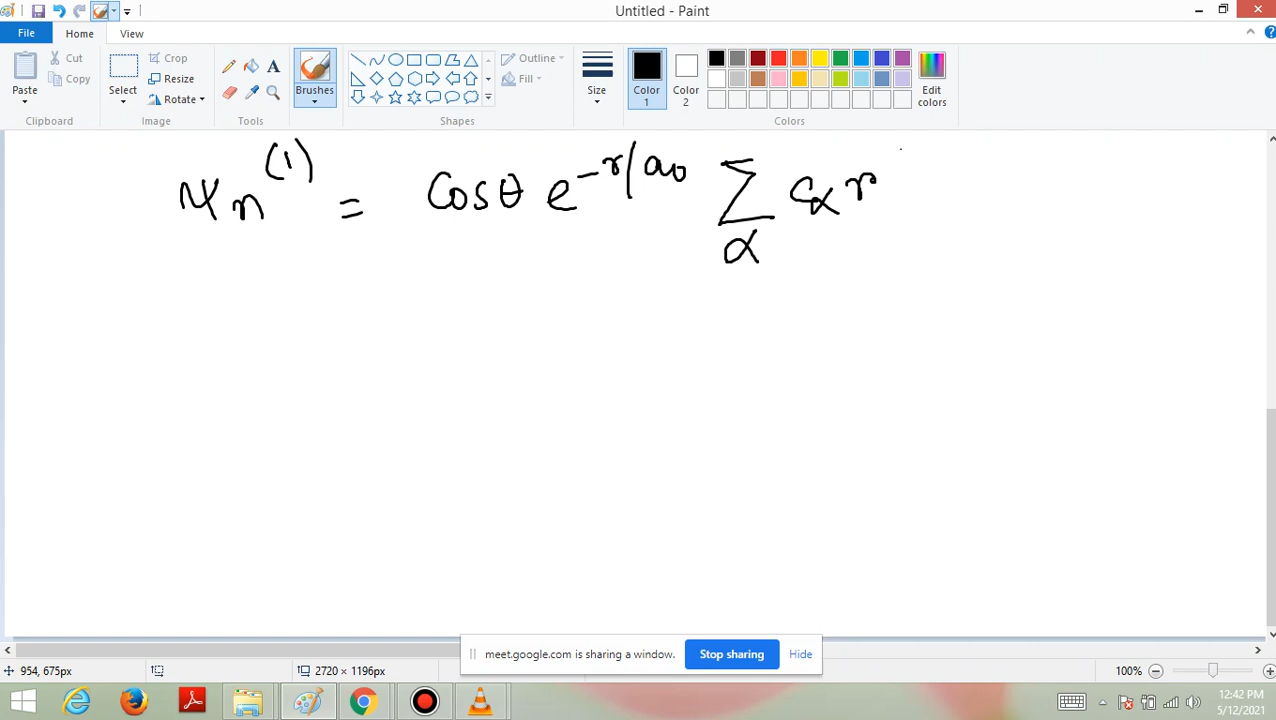 Untitled - Paint
File Home View
Paste Cut Copy Select Crop Resize Rotate Brushes Outline Fill Size Color 1 Color 2 Edit colors
Clipboard Image Tools Shapes Colors
ψn^(1) = Cosθ e^-r/a0 Σ_α Cα r
meet.google.com is sharing a window. Stop sharing Hide
954, 675px 2720 × 1196px 100%
12:42 PM
5/12/2021